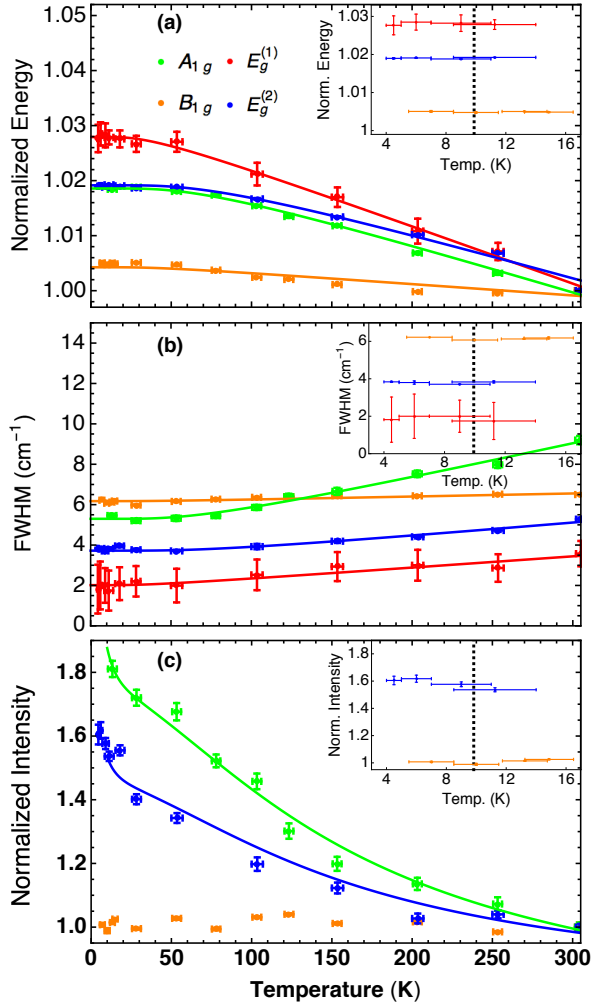 (a)
A1 g
Eg(1)
B1 g
Eg(2)
Normalized Energy
1.05
1.04
1.03
1.02
1.01
1.00
Norm. Energy
1.03
1.02
1.01
1
4 8 12 16
Temp. (K)
(b)
FWHM (cm−1)
14
12
10
8
6
4
2
0
FWHM (cm−1)
6
4
2
0
4 8 12 16
Temp. (K)
(c)
Normalized Intensity
1.8
1.6
1.4
1.2
1.0
Norm. Intensity
1.6
1.4
1.2
1
4 8 12 16
Temp. (K)
0 50 100 150 200 250 300
Temperature (K)